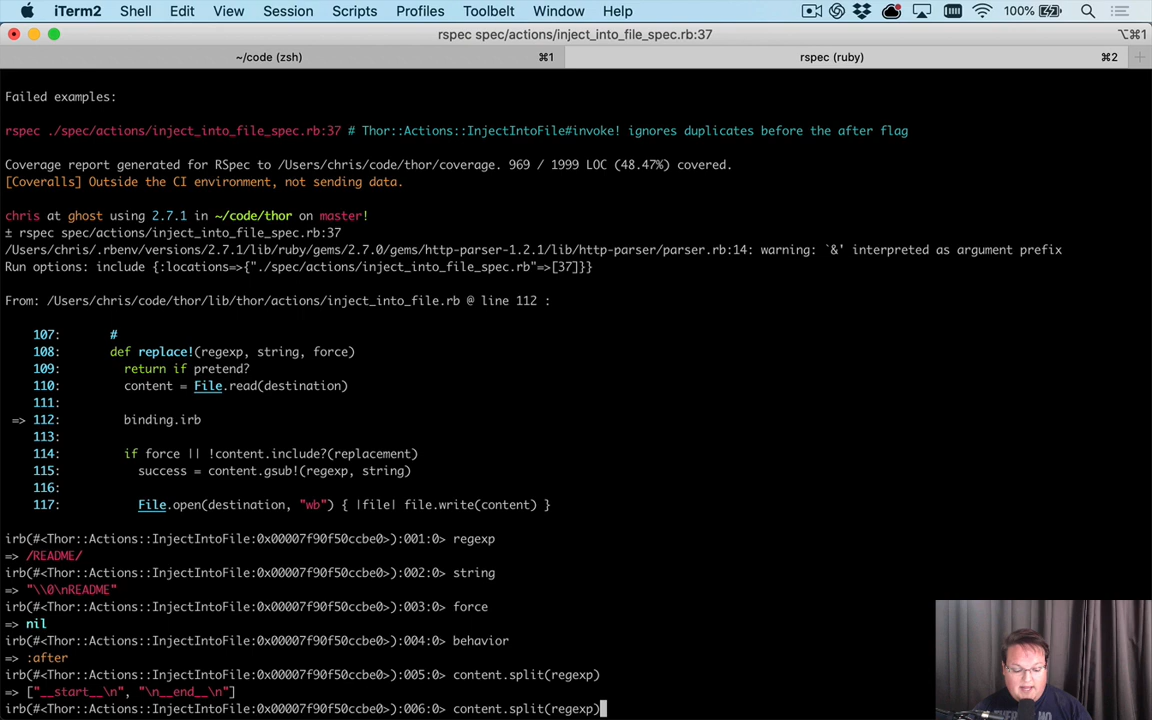 iTerm2 Shell Edit View Session Scripts Profiles Toolbelt Window Help 100%
rspec spec/actions/inject_into_file_spec.rb:37 ⌥⌘1
~/code (zsh) ⌘1 rspec (ruby) ⌘2
Failed examples:
rspec ./spec/actions/inject_into_file_spec.rb:37 # Thor::Actions::InjectIntoFile#invoke! ignores duplicates before the after flag
Coverage report generated for RSpec to /Users/chris/code/thor/coverage. 969 / 1999 LOC (48.47%) covered.
[Coveralls] Outside the CI environment, not sending data.
chris at ghost using 2.7.1 in ~/code/thor on master!
± rspec spec/actions/inject_into_file_spec.rb:37
/Users/chris/.rbenv/versions/2.7.1/lib/ruby/gems/2.7.0/gems/http-parser-1.2.1/lib/http-parser/parser.rb:14: warning: `&' interpreted as argument prefix
Run options: include {:locations=>{"./spec/actions/inject_into_file_spec.rb"=>[37]}}
From: /Users/chris/code/thor/lib/thor/actions/inject_into_file.rb @ line 112 :
107: #
108: def replace!(regexp, string, force)
109: return if pretend?
110: content = File.read(destination)
111:
=> 112: binding.irb
113:
114: if force || !content.include?(replacement)
115: success = content.gsub!(regexp, string)
116:
117: File.open(destination, "wb") { |file| file.write(content) }
irb(#<Thor::Actions::InjectIntoFile:0x00007f90f50ccbe0>):001:0> regexp
=> /README/
irb(#<Thor::Actions::InjectIntoFile:0x00007f90f50ccbe0>):002:0> string
=> "\\0\nREADME"
irb(#<Thor::Actions::InjectIntoFile:0x00007f90f50ccbe0>):003:0> force
=> nil
irb(#<Thor::Actions::InjectIntoFile:0x00007f90f50ccbe0>):004:0> behavior
=> :after
irb(#<Thor::Actions::InjectIntoFile:0x00007f90f50ccbe0>):005:0> content.split(regexp)
=> ["__start__\n", "\n__end__\n"]
irb(#<Thor::Actions::InjectIntoFile:0x00007f90f50ccbe0>):006:0> content.split(regexp)